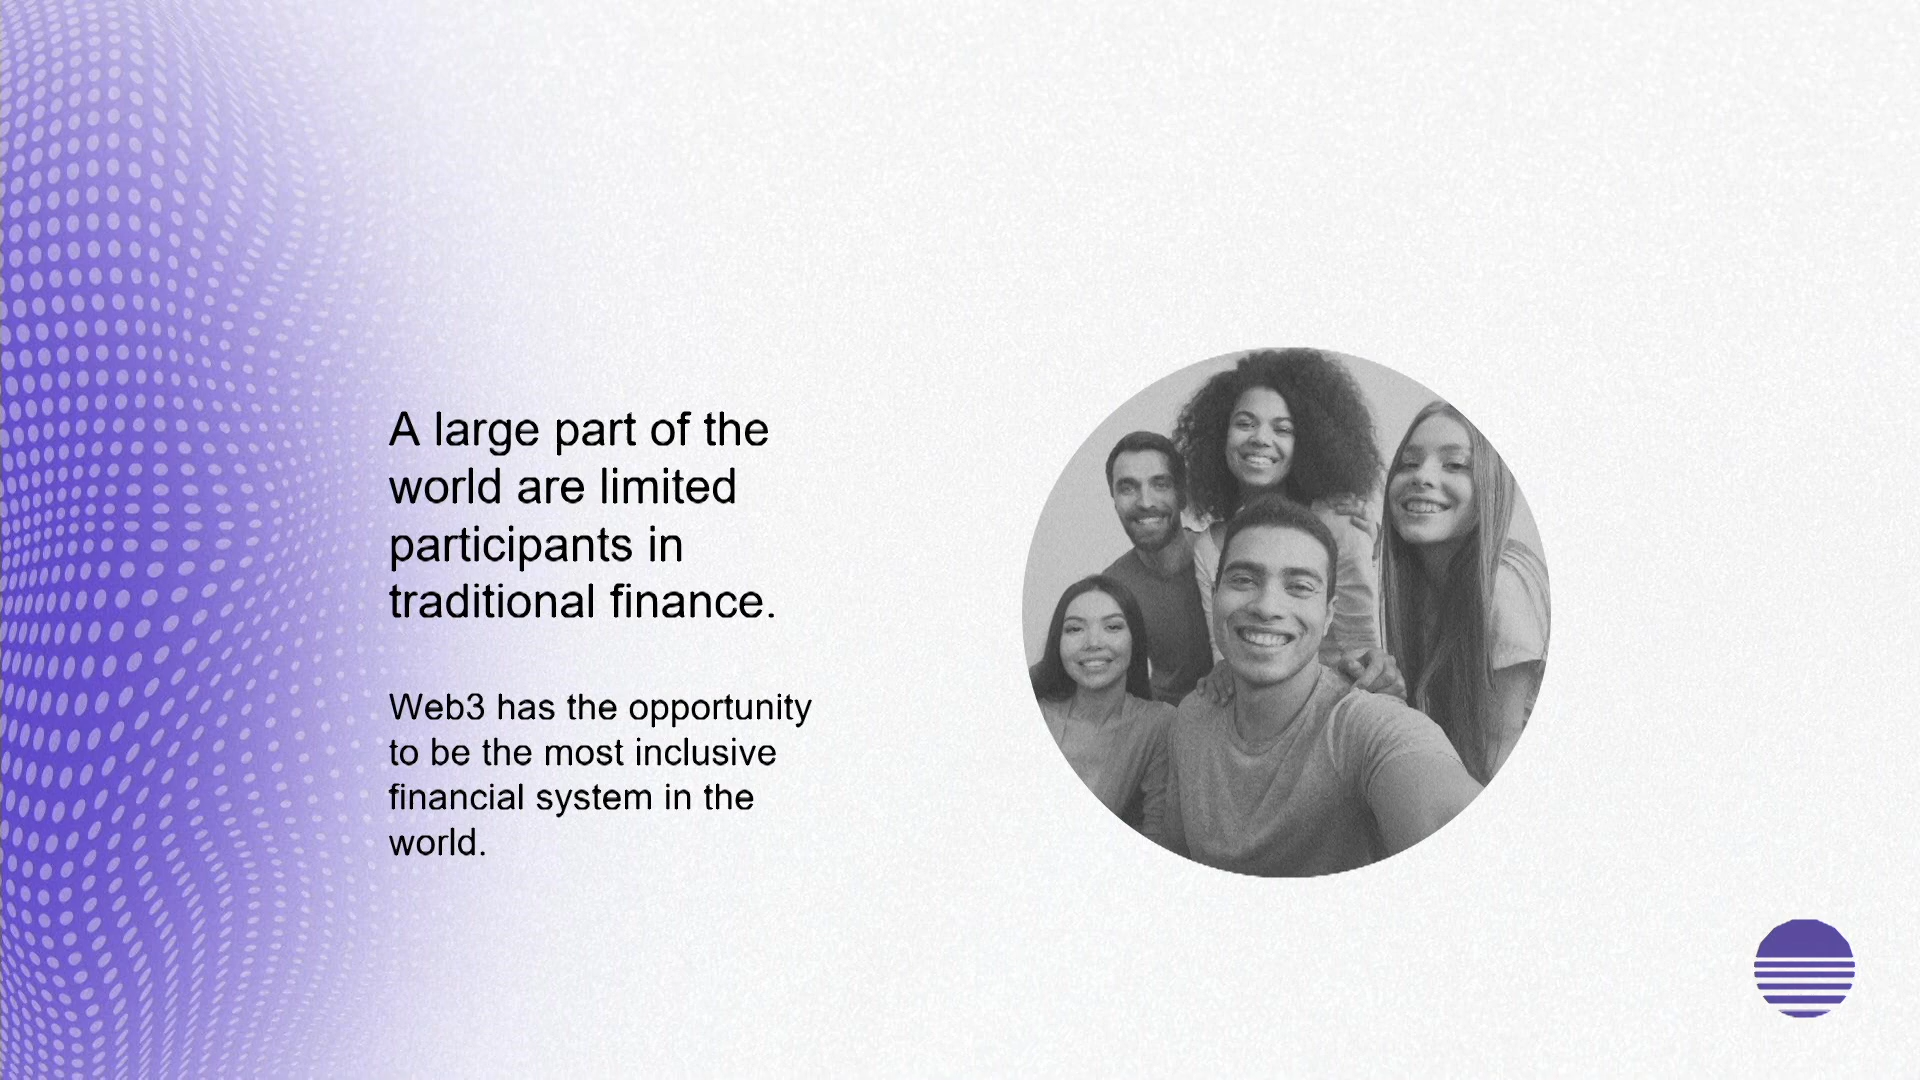 A large part of the
world are limited
participants in
traditional finance.
Web3 has the opportunity
to be the most inclusive
financial system in the
world.